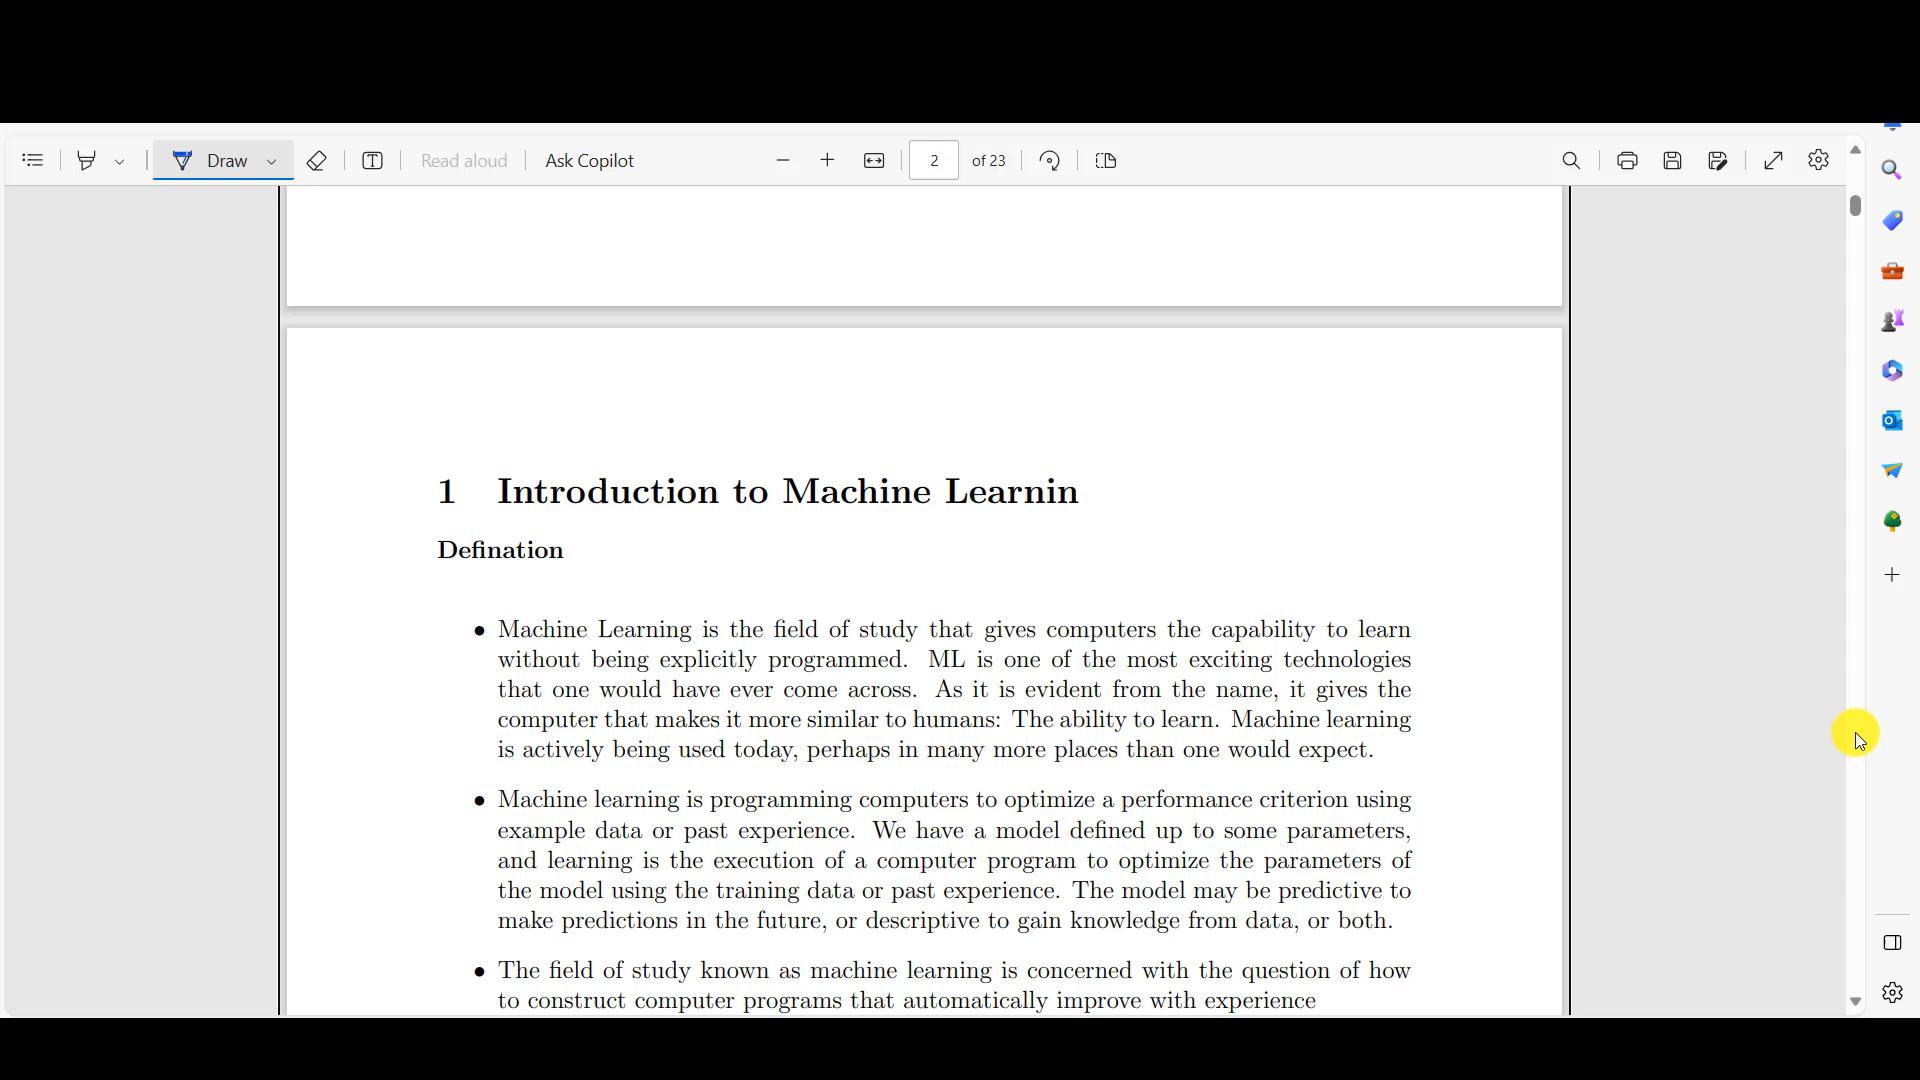 Draw Read aloud Ask Copilot 2 of 23
1 Introduction to Machine Learnin
Defination
• Machine Learning is the field of study that gives computers the capability to learn
without being explicitly programmed. ML is one of the most exciting technologies
that one would have ever come across. As it is evident from the name, it gives the
computer that makes it more similar to humans: The ability to learn. Machine learning
is actively being used today, perhaps in many more places than one would expect.
• Machine learning is programming computers to optimize a performance criterion using
example data or past experience. We have a model defined up to some parameters,
and learning is the execution of a computer program to optimize the parameters of
the model using the training data or past experience. The model may be predictive to
make predictions in the future, or descriptive to gain knowledge from data, or both.
• The field of study known as machine learning is concerned with the question of how
to construct computer programs that automatically improve with experience